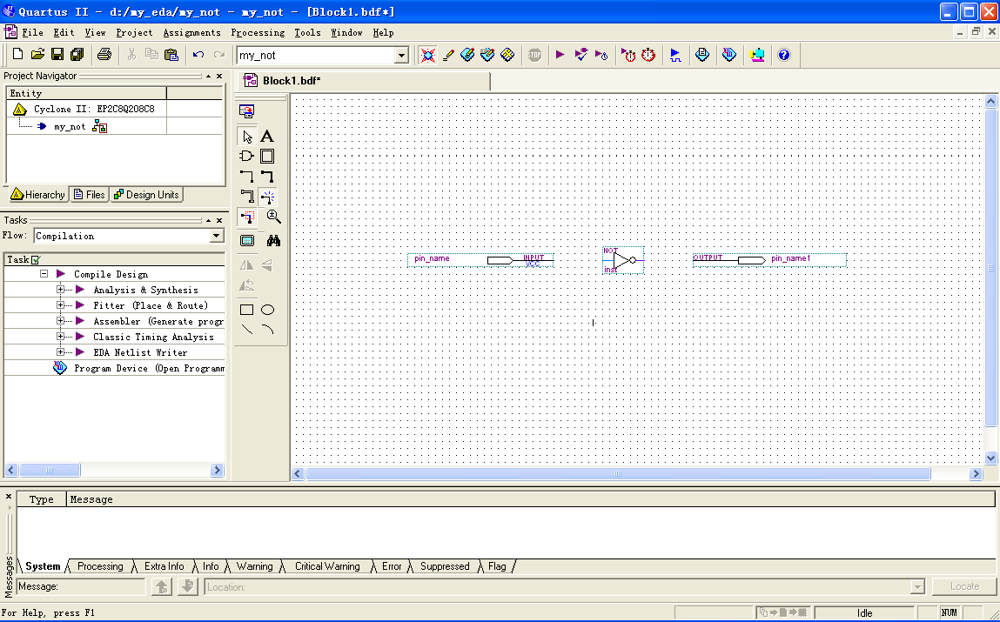 Quartus II - d:/my_eda/my_not - my_not - [Block1.bdf*]
File Edit View Project Assignments Processing Tools Window Help
my_not
STOP
Project Navigator
Entity
Cyclone II: EP2C8Q208C8
my_not
Hierarchy Files Design Units
Tasks
Flow: Compilation
Task
Compile Design
Analysis & Synthesis
Fitter (Place & Route)
Assembler (Generate progr
Classic Timing Analysis
EDA Netlist Writer
Program Device (Open Programm
Block1.bdf*
A
pin_name INPUT
VCC
NOT
inst
OUTPUT pin_name1
Type Message
System Processing Extra Info Info Warning Critical Warning Error Suppressed Flag
Messages
Message: Location: Locate
For Help, press F1 Idle NUM